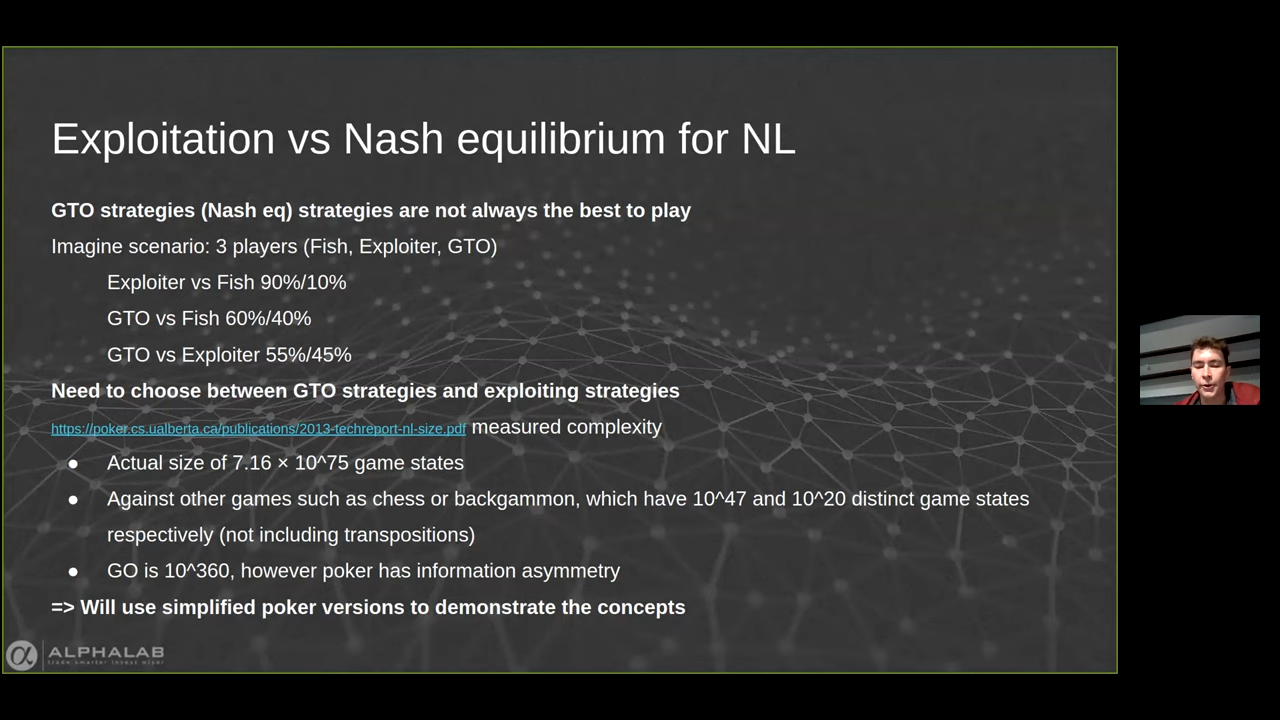 Exploitation vs Nash equilibrium for NL
GTO strategies (Nash eq) strategies are not always the best to play
Imagine scenario: 3 players (Fish, Exploiter, GTO)
Exploiter vs Fish 90%/10%
GTO vs Fish 60%/40%
GTO vs Exploiter 55%/45%
Need to choose between GTO strategies and exploiting strategies
https://poker.cs.ualberta.ca/publications/2013-techreport-nl-size.pdf measured complexity
● Actual size of 7.16 × 10^75 game states
● Against other games such as chess or backgammon, which have 10^47 and 10^20 distinct game states
respectively (not including transpositions)
● GO is 10^360, however poker has information asymmetry
=> Will use simplified poker versions to demonstrate the concepts
α ALPHALAB
trade smarter invest wiser